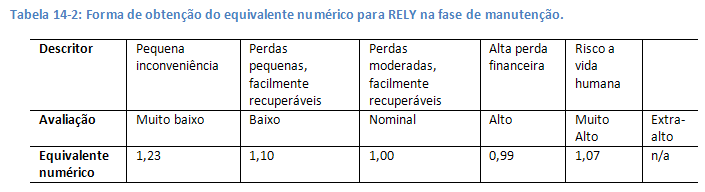 Tabela 14-2: Forma de obtenção do equivalente numérico para RELY na fase de manutenção.
Descritor Pequena inconveniência Perdas pequenas, facilmente recuperáveis Perdas moderadas, facilmente recuperáveis Alta perda financeira Risco a vida humana
Avaliação Muito baixo Baixo Nominal Alto Muito Alto Extra-alto
Equivalente numérico 1,23 1,10 1,00 0,99 1,07 n/a